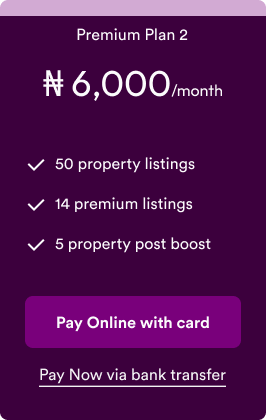 Premium Plan 2
₦ 6,000/month
50 property listings
14 premium listings
5 property post boost
Pay Online with card
Pay Now via bank transfer